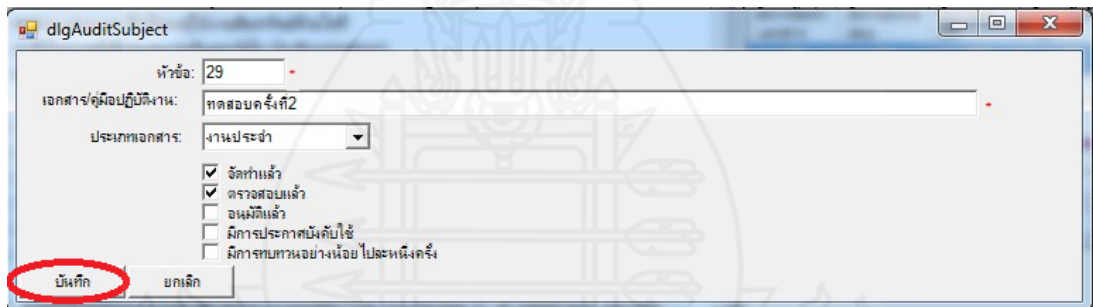 dlgAuditSubject
หัวข้อ: 29 *
เอกสาร/คู่มือปฏิบัติงาน: ทดสอบครั้งที่2 *
ประเภทเอกสาร: งานประจำ
จัดทำแล้ว
ตรวจสอบแล้ว
อนุมัติแล้ว
มีการประกาศบังคับใช้
มีการทบทวนอย่างน้อยไปละหนึ่งครั้ง
บันทึก ยกเลิก